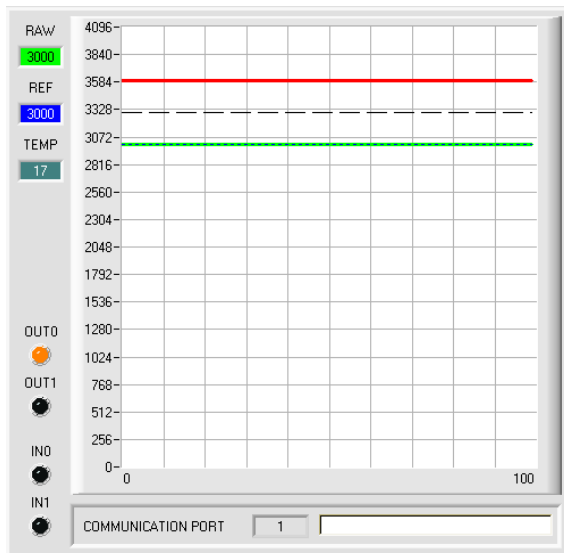 RAW
3000
REF
3000
TEMP
17
OUT0
OUT1
IN0
IN1
4096
3840
3584
3328
3072
2816
2560
2304
2048
1792
1536
1280
1024
768
512
256
0
0 100
COMMUNICATION PORT 1